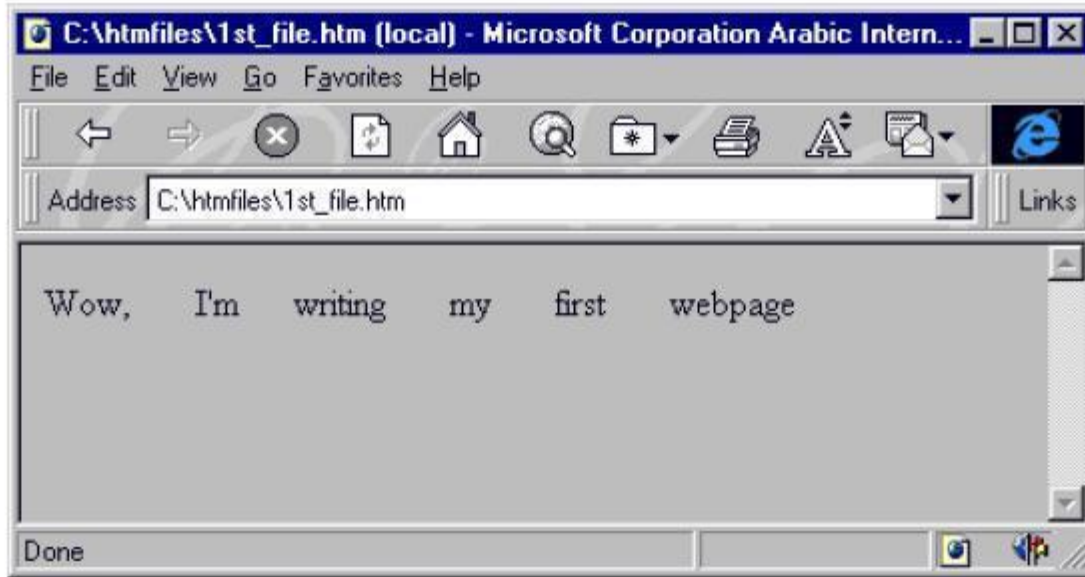 C:\htmfiles\1st_file.htm (local) - Microsoft Corporation Arabic Intern...
File Edit View Go Favorites Help
Address C:\htmfiles\1st_file.htm Links
Wow, I'm writing my first webpage
Done